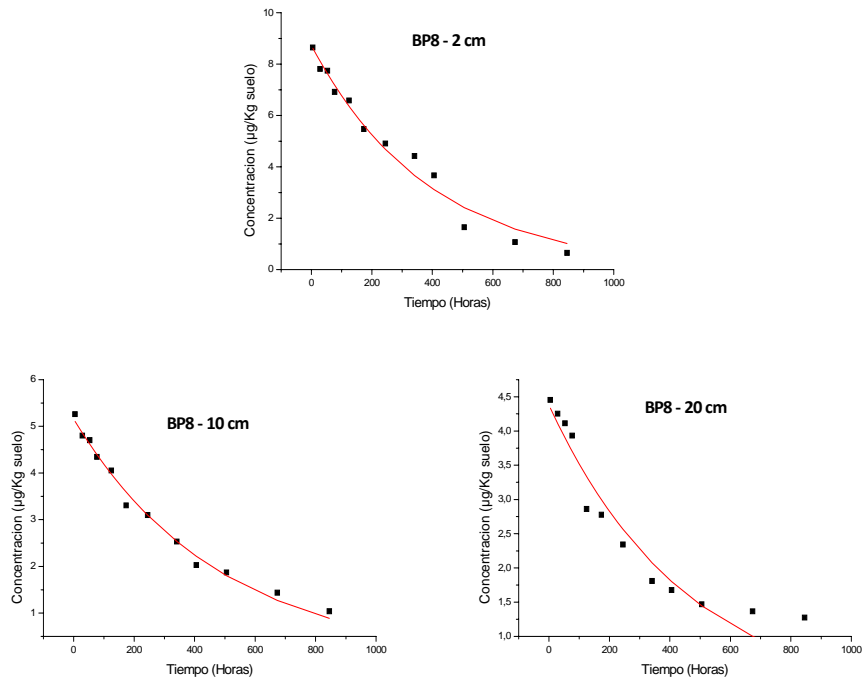 BP8 - 2 cm
Concentracion (µg/Kg suelo)
10
8
6
4
2
0
0 200 400 600 800 1000
Tiempo (Horas)
BP8 - 10 cm
Concentracion (µg/Kg suelo)
6
5
4
3
2
1
0 200 400 600 800 1000
Tiempo (Horas)
BP8 - 20 cm
Concentracion (µg/Kg suelo)
4,5
4,0
3,5
3,0
2,5
2,0
1,5
1,0
0 200 400 600 800 1000
Tiempo (Horas)